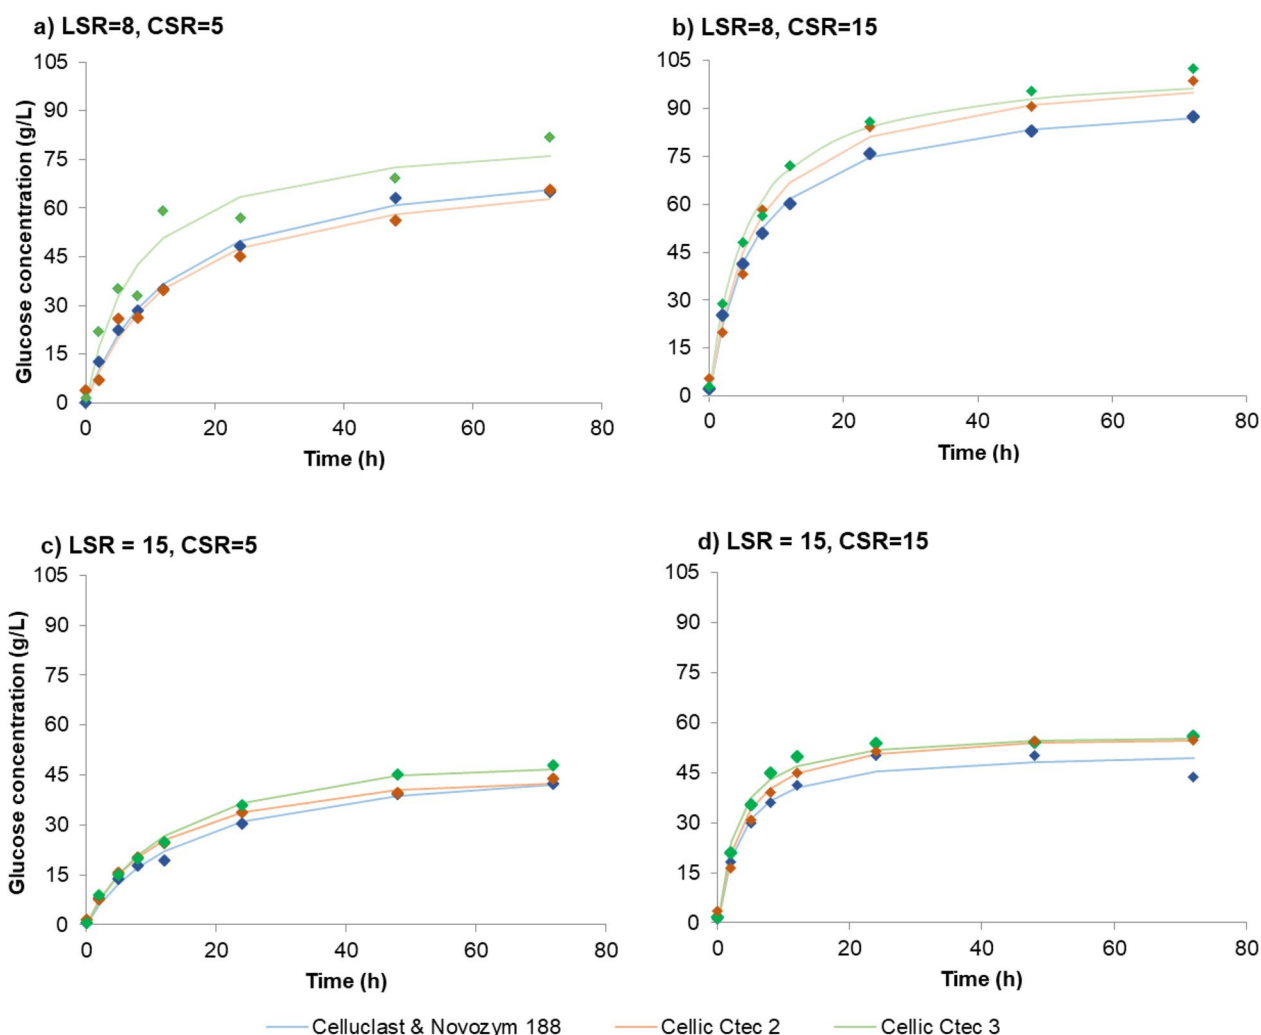 a) LSR=8, CSR=5
b) LSR=8, CSR=15
Glucose concentration (g/L)
105
90
75
60
45
30
15
0
0 20 40 60 80
Time (h)
105
90
75
60
45
30
15
0
0 20 40 60 80
Time (h)
c) LSR = 15, CSR=5
d) LSR = 15, CSR=15
Glucose concentration (g/L)
105
90
75
60
45
30
15
0
0 20 40 60 80
Time (h)
105
90
75
60
45
30
15
0
0 20 40 60 80
Time (h)
Celluclast & Novozym 188 Cellic Ctec 2 Cellic Ctec 3